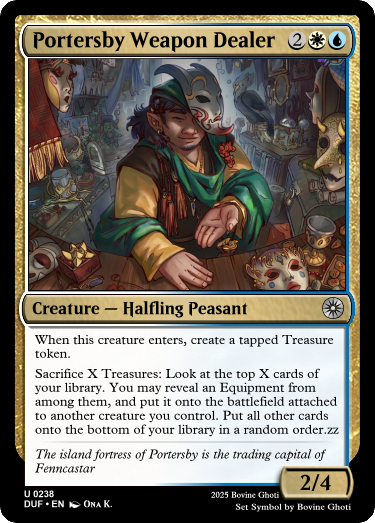 Portersby Weapon Dealer 2
Creature — Halfling Peasant
When this creature enters, create a tapped Treasure
token.
Sacrifice X Treasures: Look at the top X cards of
your library. You may reveal an Equipment from
among them, and put it onto the battlefield attached
to another creature you control. Put all other cards
onto the bottom of your library in a random order.zz
The island fortress of Portersby is the trading capital of
Fenncastar
2/4
U 0238
DUF • EN Ona K.
2025 Bovine Ghoti
Set Symbol by Bovine Ghoti